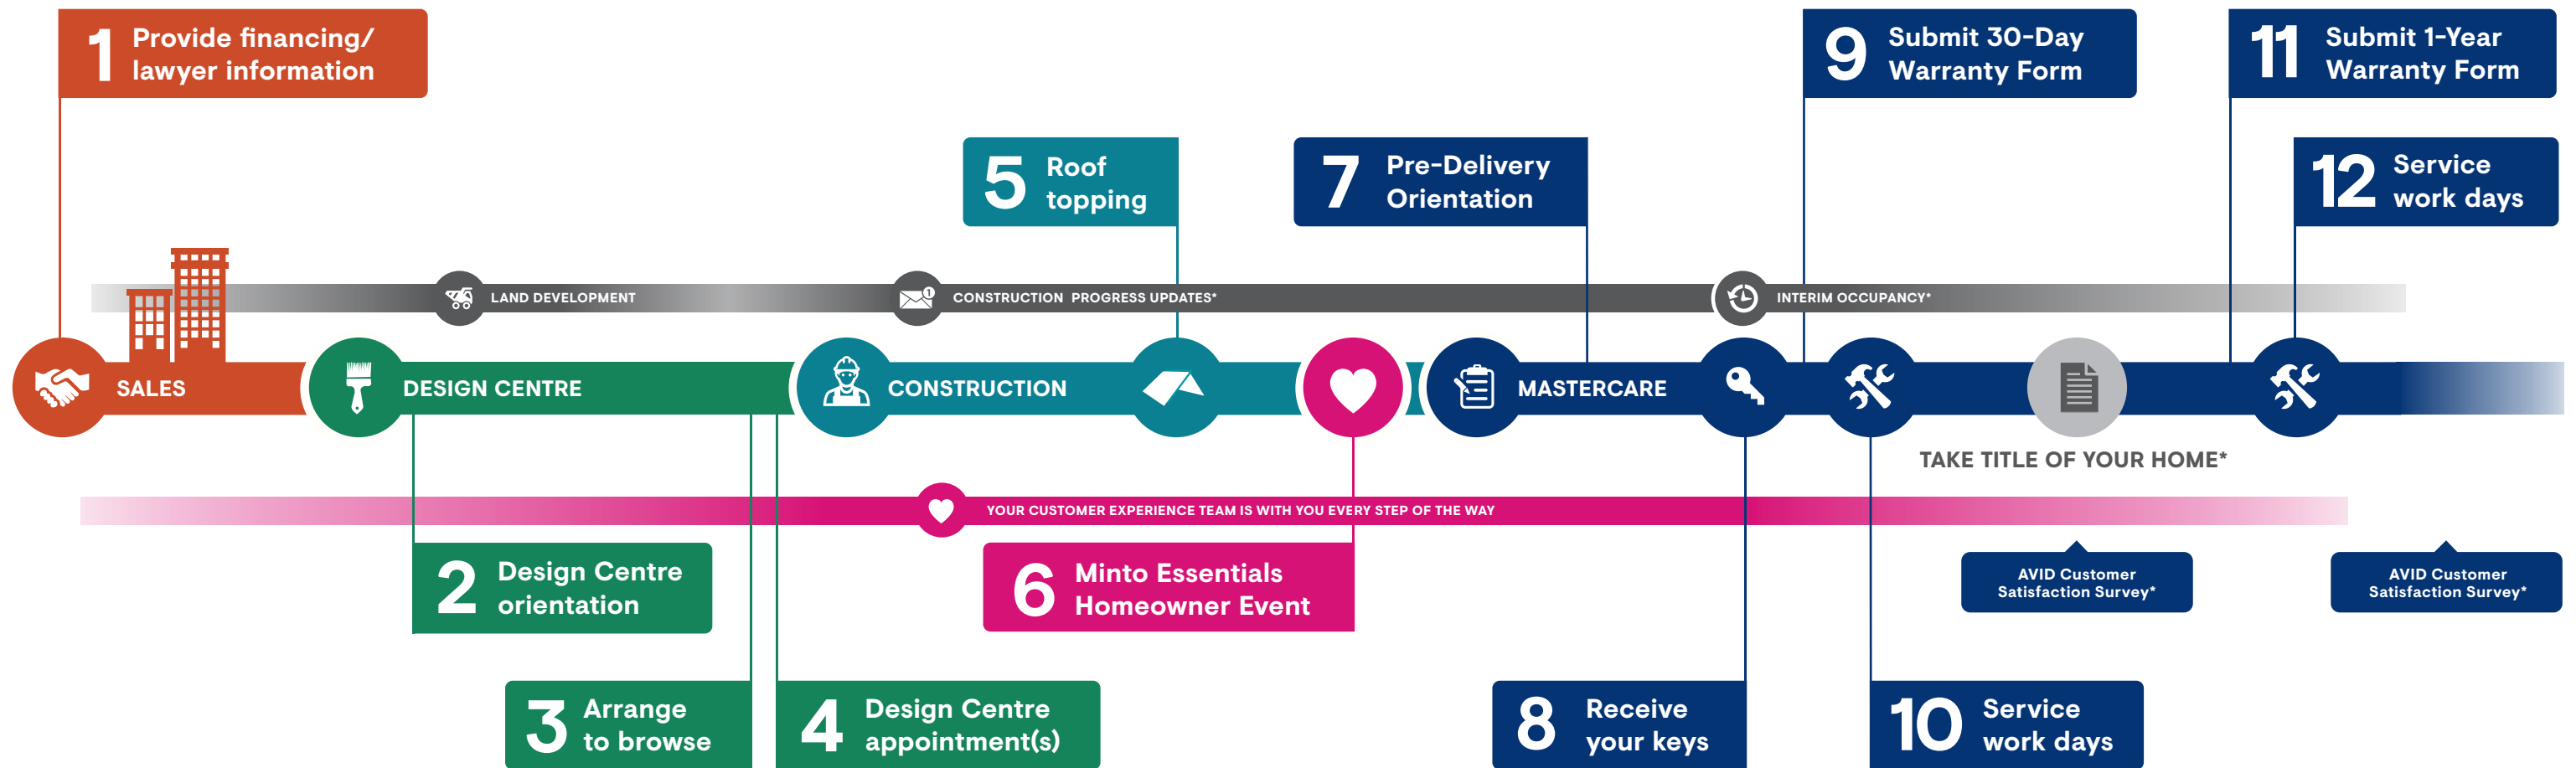 1 Provide financing/
lawyer information
9 Submit 30-Day
Warranty Form
11 Submit 1-Year
Warranty Form
5 Roof
topping
7 Pre-Delivery
Orientation
12 Service
work days
LAND DEVELOPMENT
CONSTRUCTION PROGRESS UPDATES*
1
INTERIM OCCUPANCY*
SALES
DESIGN CENTRE
CONSTRUCTION
MASTERCARE
TAKE TITLE OF YOUR HOME*
YOUR CUSTOMER EXPERIENCE TEAM IS WITH YOU EVERY STEP OF THE WAY
2 Design Centre
orientation
6 Minto Essentials
Homeowner Event
AVID Customer
Satisfaction Survey*
AVID Customer
Satisfaction Survey*
3 Arrange
to browse
4 Design Centre
appointment(s)
8 Receive
your keys
10 Service
work days